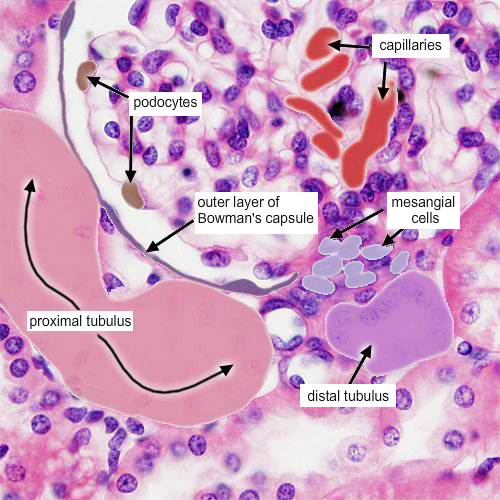 capillaries
podocytes
outer layer of
Bowman's capsule
mesangial
cells
proximal tubulus
distal tubulus